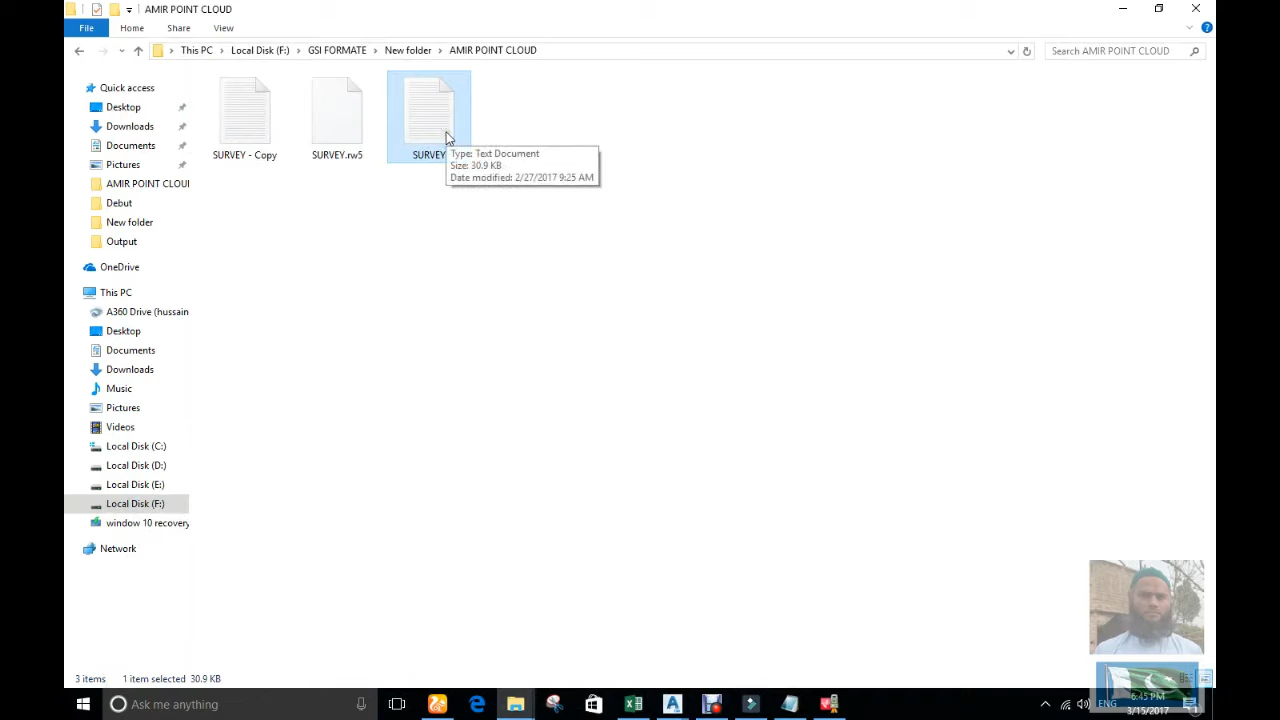 AMIR POINT CLOUD
File Home Share View
This PC Local Disk (F:) GSI FORMATE New folder AMIR POINT CLOUD
Search AMIR POINT CLOUD
Quick access
Desktop
Downloads
Documents
Pictures
AMIR POINT CLOU
Debut
New folder
Output
OneDrive
This PC
A360 Drive (hussain
Desktop
Documents
Downloads
Music
Pictures
Videos
Local Disk (C:)
Local Disk (D:)
Local Disk (E:)
Local Disk (F:)
window 10 recovery
Network
SURVEY - Copy
SURVEY.rw5
SURVEY
Type: Text Document
Size: 30.9 KB
Date modified: 2/27/2017 9:25 AM
3 items 1 item selected 30.9 KB
Ask me anything
ENG
6:45 PM
3/15/2017